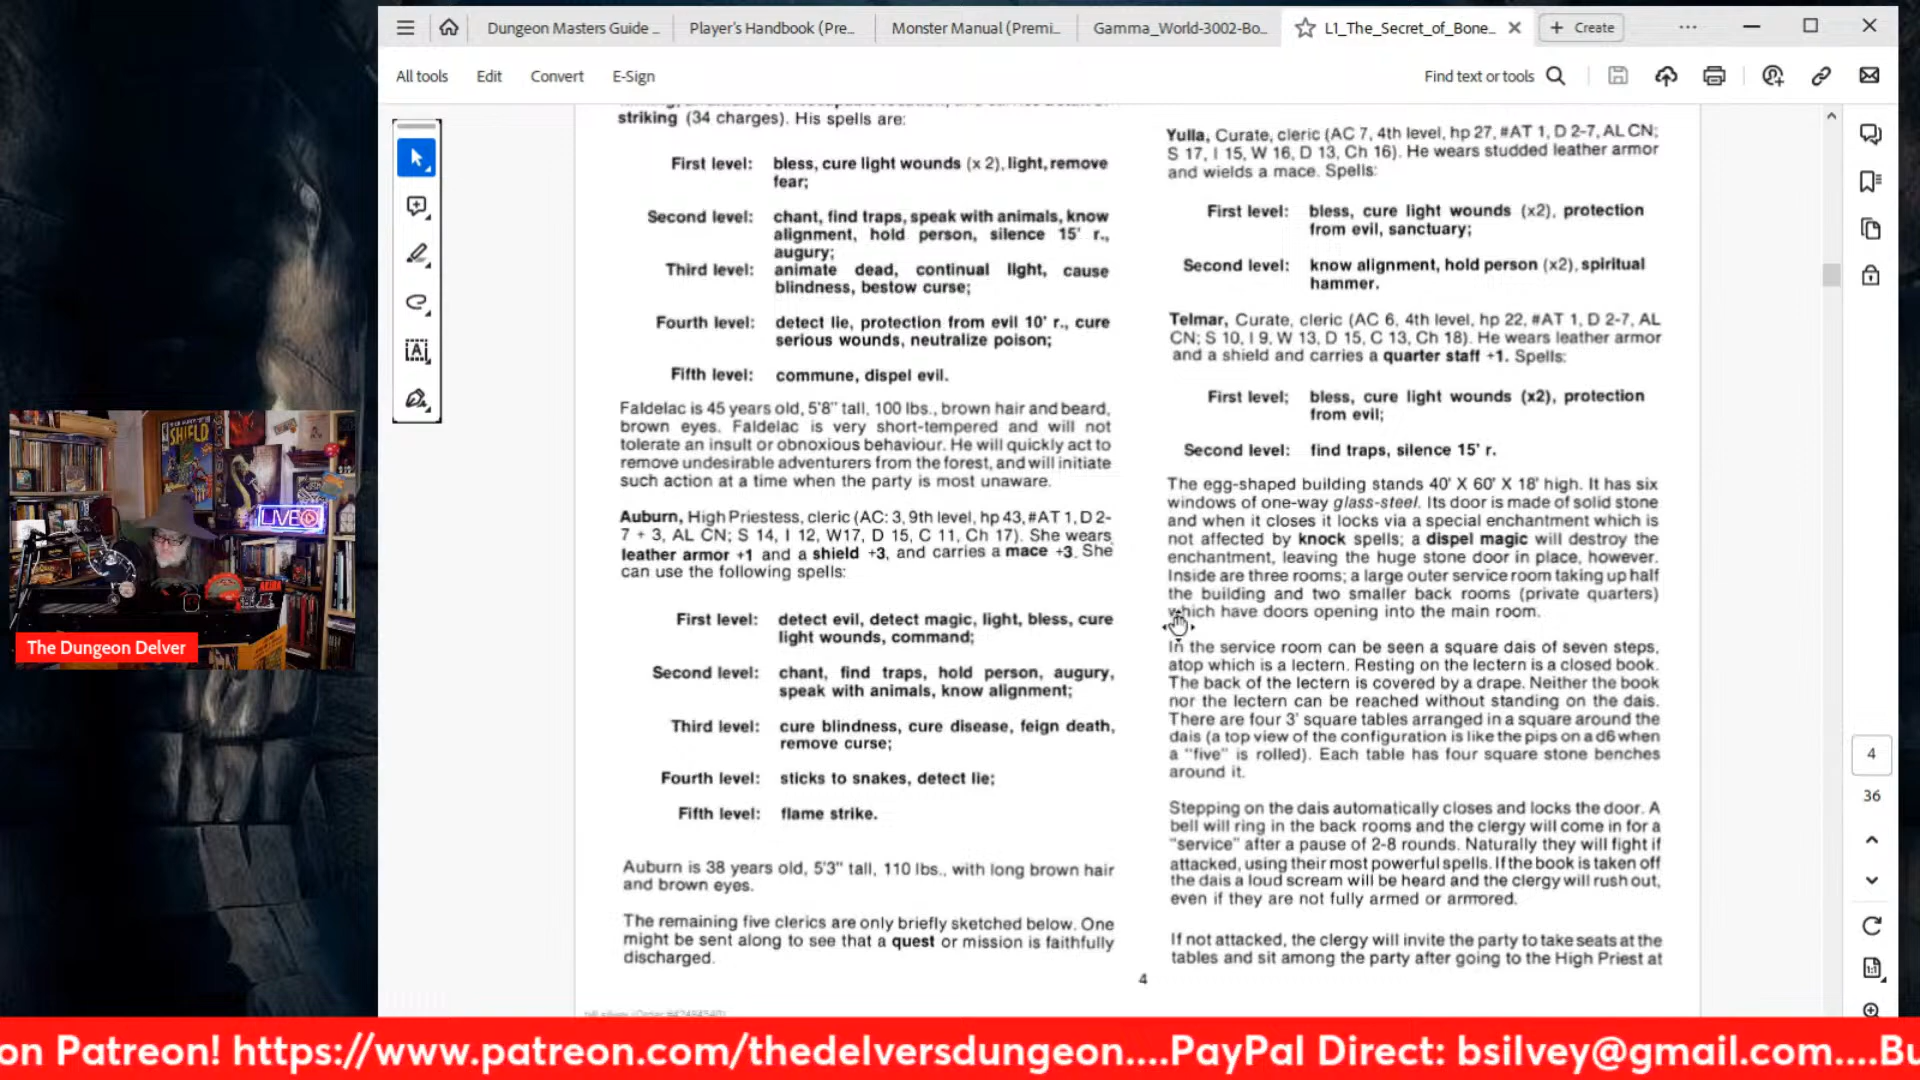 Dungeon Masters Guide ..
Player's Handbook (Pre...
Monster Manual (Premi...
Gamma_World-3002-Bo...
L1_The_Secret_of_Bone...
Create
All tools
Edit
Convert
E-Sign
Find text or tools
striking (34 charges). His spells are:
First level: bless, cure light wounds (x 2), light, remove
fear;
Second level: chant, find traps, speak with animals, know
alignment, hold person, silence 15' r.,
augury;
Third level: animate dead, continual light, cause
blindness, bestow curse;
Fourth level: detect lie, protection from evil 10' r., cure
serious wounds, neutralize poison;
Fifth level: commune, dispel evil.
Faldelac is 45 years old, 5'8" tall, 100 lbs., brown hair and beard,
brown eyes. Faldelac is very short-tempered and will not
tolerate an insult or obnoxious behaviour. He will quickly act to
remove undesirable adventurers from the forest, and will initiate
such action at a time when the party is most unaware.
Auburn, High Priestess, cleric (AC: 3, 9th level, hp 43, #AT 1, D 2-
7 + 3, AL CN; S 14, I 12, W17, D 15, C 11, Ch 17). She wears
leather armor +1 and a shield +3, and carries a mace +3. She
can use the following spells:
First level: detect evil, detect magic, light, bless, cure
light wounds, command;
Second level: chant, find traps, hold person, augury,
speak with animals, know alignment;
Third level: cure blindness, cure disease, feign death,
remove curse;
Fourth level: sticks to snakes, detect lie;
Fifth level: flame strike.
Auburn is 38 years old, 5'3" tall, 110 lbs., with long brown hair
and brown eyes.
The remaining five clerics are only briefly sketched below. One
might be sent along to see that a quest or mission is faithfully
discharged.
Yulla, Curate, cleric (AC 7, 4th level, hp 27, #AT 1, D 2-7, AL CN;
S 17, I 15, W 16, D 13, Ch 16). He wears studded leather armor
and wields a mace. Spells:
First level: bless, cure light wounds (x2), protection
from evil, sanctuary;
Second level: know alignment, hold person (x2), spiritual
hammer.
Telmar, Curate, cleric (AC 6, 4th level, hp 22, #AT 1, D 2-7, AL
CN; S 10, I 9, W 13, D 15, C 13, Ch 18). He wears leather armor
and a shield and carries a quarter staff +1. Spells:
First level; bless, cure light wounds (x2), protection
from evil;
Second level: find traps, silence 15' r.
The egg-shaped building stands 40' X 60' X 18' high. It has six
windows of one-way glass-steel. Its door is made of solid stone
and when it closes it locks via a special enchantment which is
not affected by knock spells; a dispel magic will destroy the
enchantment, leaving the huge stone door in place, however.
Inside are three rooms; a large outer service room taking up half
the building and two smaller back rooms (private quarters)
which have doors opening into the main room.
In the service room can be seen a square dais of seven steps,
atop which is a lectern. Resting on the lectern is a closed book.
The back of the lectern is covered by a drape. Neither the book
nor the lectern can be reached without standing on the dais.
There are four 3' square tables arranged in a square around the
dais (a top view of the configuration is like the pips on a d6 when
a "five" is rolled). Each table has four square stone benches
around it.
Stepping on the dais automatically closes and locks the door. A
bell will ring in the back rooms and the clergy will come in for a
"service" after a pause of 2-8 rounds. Naturally they will fight if
attacked, using their most powerful spells. If the book is taken off
the dais a loud scream will be heard and the clergy will rush out,
even if they are not fully armed or armored.
If not attacked, the clergy will invite the party to take seats at the
tables and sit among the party after going to the High Priest at
4
4
36
SHIELD
LIVE
AKIRA
The Dungeon Delver
on Patreon! https://www.patreon.com/thedelversdungeon....PayPal Direct: bsilvey@gmail.com....Bu